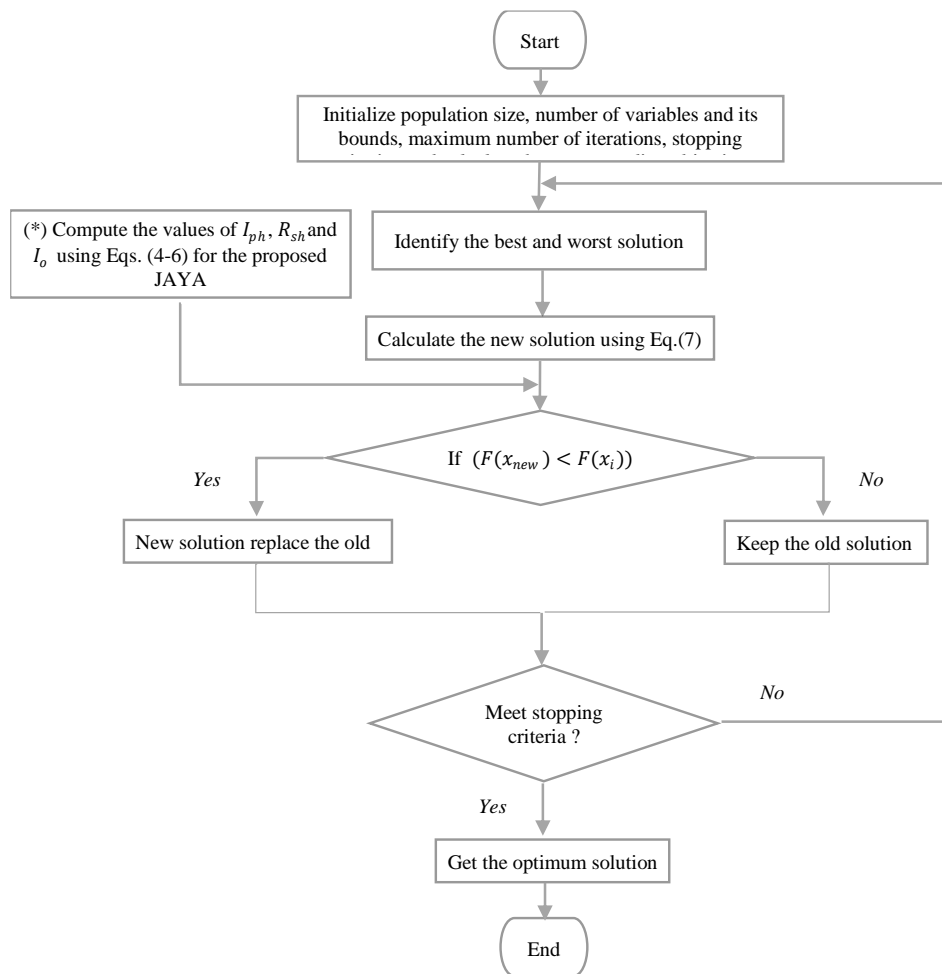 Start
Initialize population size, number of variables and its
bounds, maximum number of iterations, stopping
(*) Compute the values of I_ph, R_sh and
I_o using Eqs. (4-6) for the proposed
JAYA
Identify the best and worst solution
Calculate the new solution using Eq.(7)
If (F(x_new) < F(x_i))
Yes
No
New solution replace the old
Keep the old solution
Meet stopping
criteria ?
No
Yes
Get the optimum solution
End